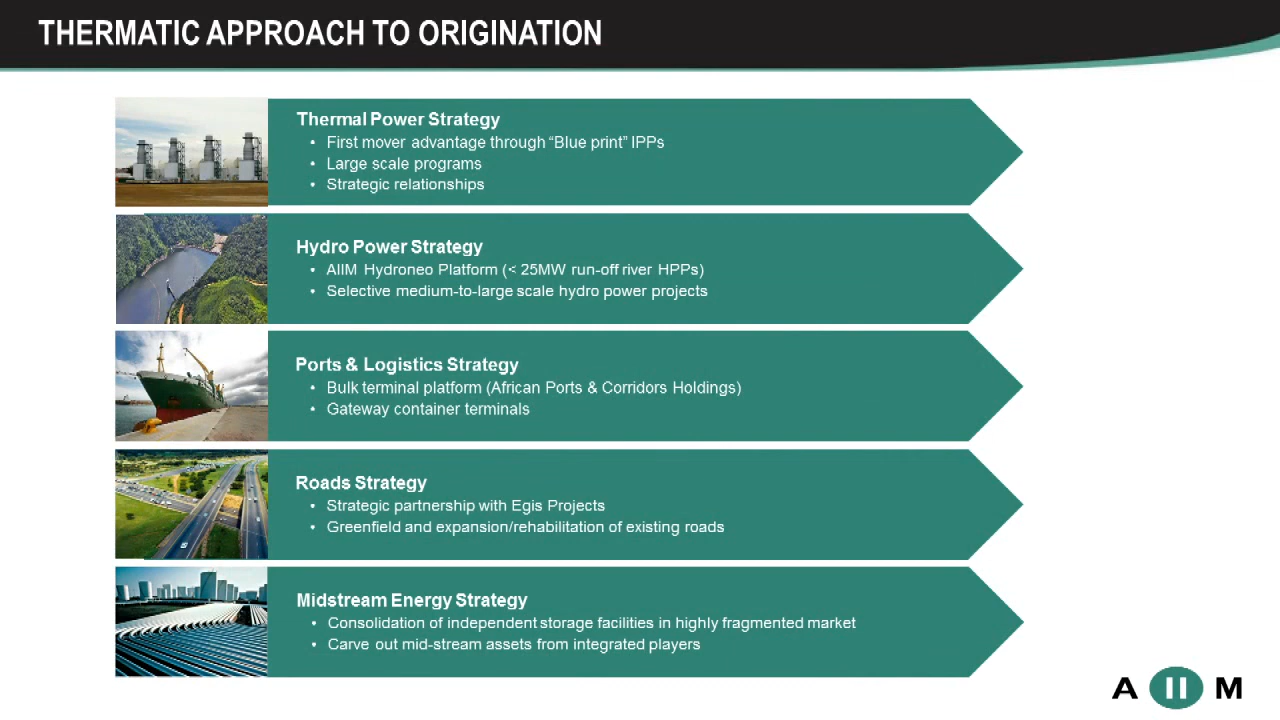 THERMATIC APPROACH TO ORIGINATION
Thermal Power Strategy
• First mover advantage through “Blue print” IPPs
• Large scale programs
• Strategic relationships
Hydro Power Strategy
• AIIM Hydroneo Platform (< 25MW run-off river HPPs)
• Selective medium-to-large scale hydro power projects
Ports & Logistics Strategy
• Bulk terminal platform (African Ports & Corridors Holdings)
• Gateway container terminals
Roads Strategy
• Strategic partnership with Egis Projects
• Greenfield and expansion/rehabilitation of existing roads
Midstream Energy Strategy
• Consolidation of independent storage facilities in highly fragmented market
• Carve out mid-stream assets from integrated players
A II M